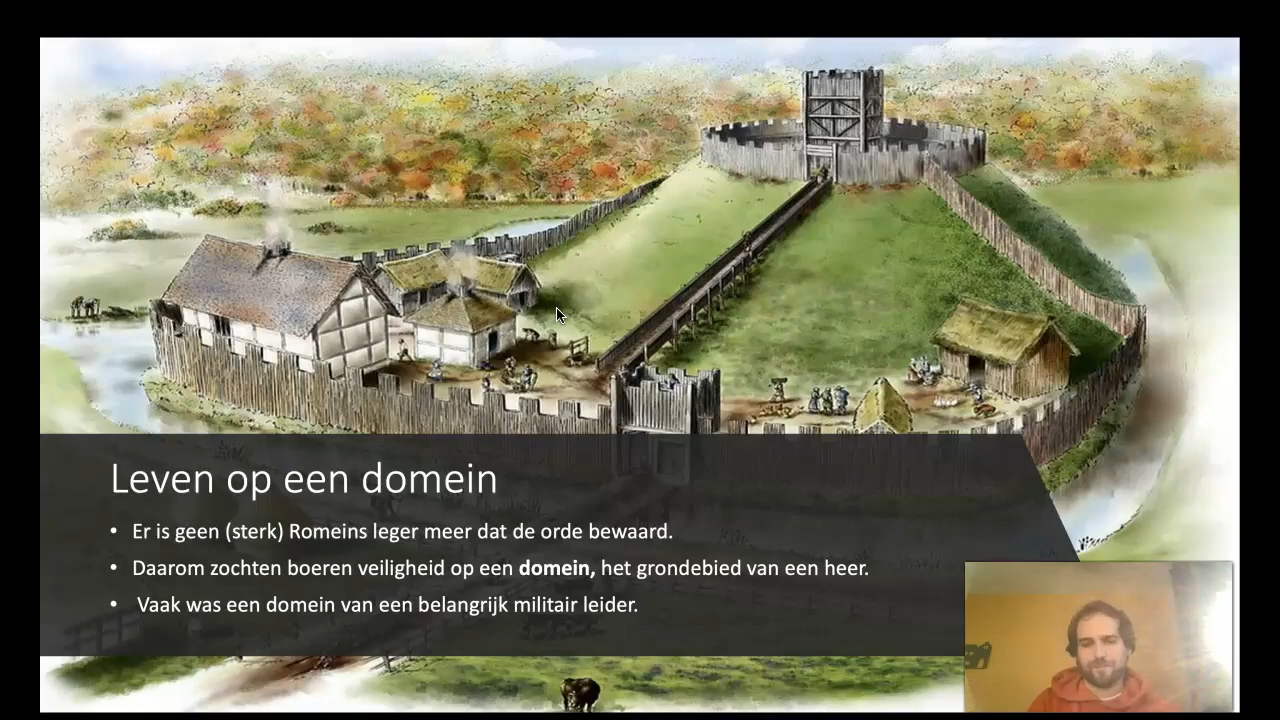 Leven op een domein
• Er is geen (sterk) Romeins leger meer dat de orde bewaard.
• Daarom zochten boeren veiligheid op een domein, het grondebied van een heer.
• Vaak was een domein van een belangrijk militair leider.